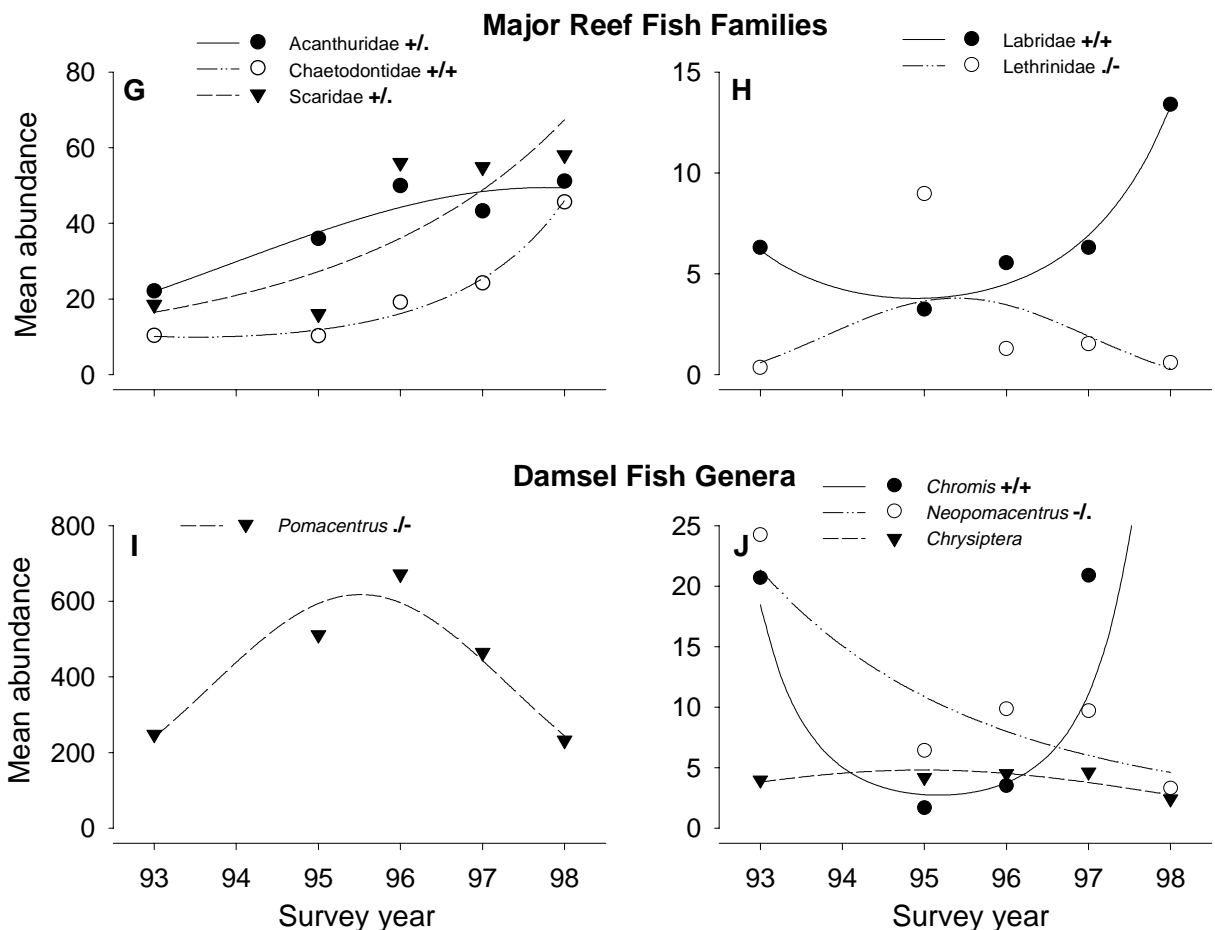 Major Reef Fish Families
Acanthuridae +/.
Chaetodontidae +/+
Scaridae +/.
Labridae +/+
Lethrinidae ./-
G
H
80
60
40
20
0
Mean abundance
15
10
5
0
Damsel Fish Genera
Pomacentrus ./-
Chromis +/+
Neopomacentrus -/.
Chrysiptera
I
J
800
600
400
200
0
Mean abundance
25
20
15
10
5
0
93 94 95 96 97 98
93 94 95 96 97 98
Survey year
Survey year